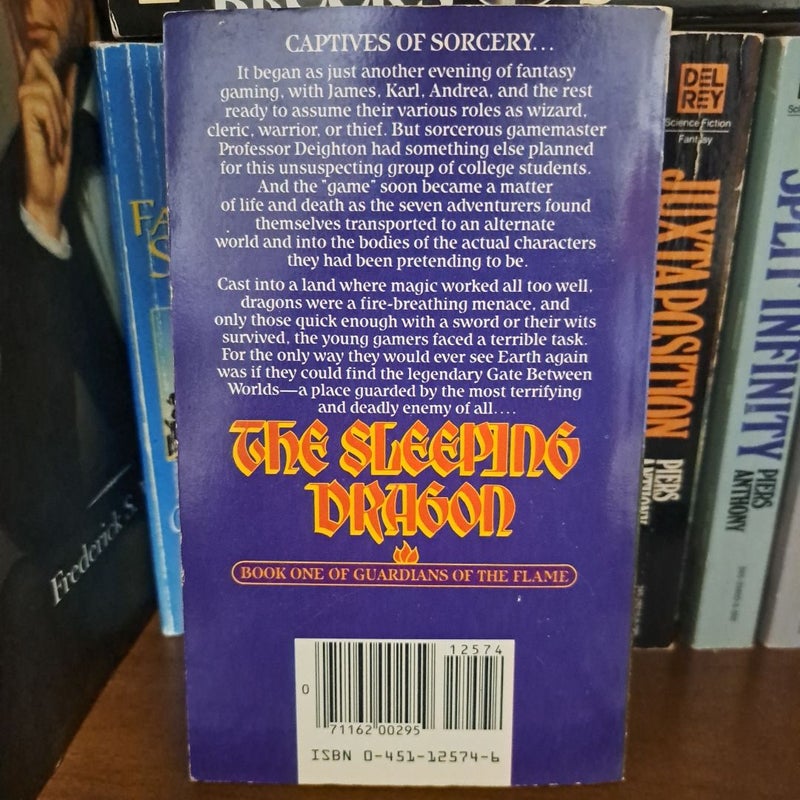 CAPTIVES OF SORCERY...
It began as just another evening of fantasy
gaming, with James, Karl, Andrea, and the rest
ready to assume their various roles as wizard,
cleric, warrior, or thief. But sorcerous gamemaster
Professor Deighton had something else planned
for this unsuspecting group of college students.
And the "game" soon became a matter
of life and death as the seven adventurers found
themselves transported to an alternate
world and into the bodies of the actual characters
they had been pretending to be.
Cast into a land where magic worked all too well,
dragons were a fire-breathing menace, and
only those quick enough with a sword or their wits
survived, the young gamers faced a terrible task.
For the only way they would ever see Earth again
was if they could find the legendary Gate Between
Worlds—a place guarded by the most terrifying
and deadly enemy of all....
THE SLEEPING
DRAGON
BOOK ONE OF GUARDIANS OF THE FLAME
12574
0
71162 00295
ISBN 0-451-12574-6
Frederick S.
BROOKS
DEL
REY
Science Fiction
Fantasy
JUXTAPOSITION
PIERS
ANTHONY
SPLIT INFINITY
PIERS
ANTHONY